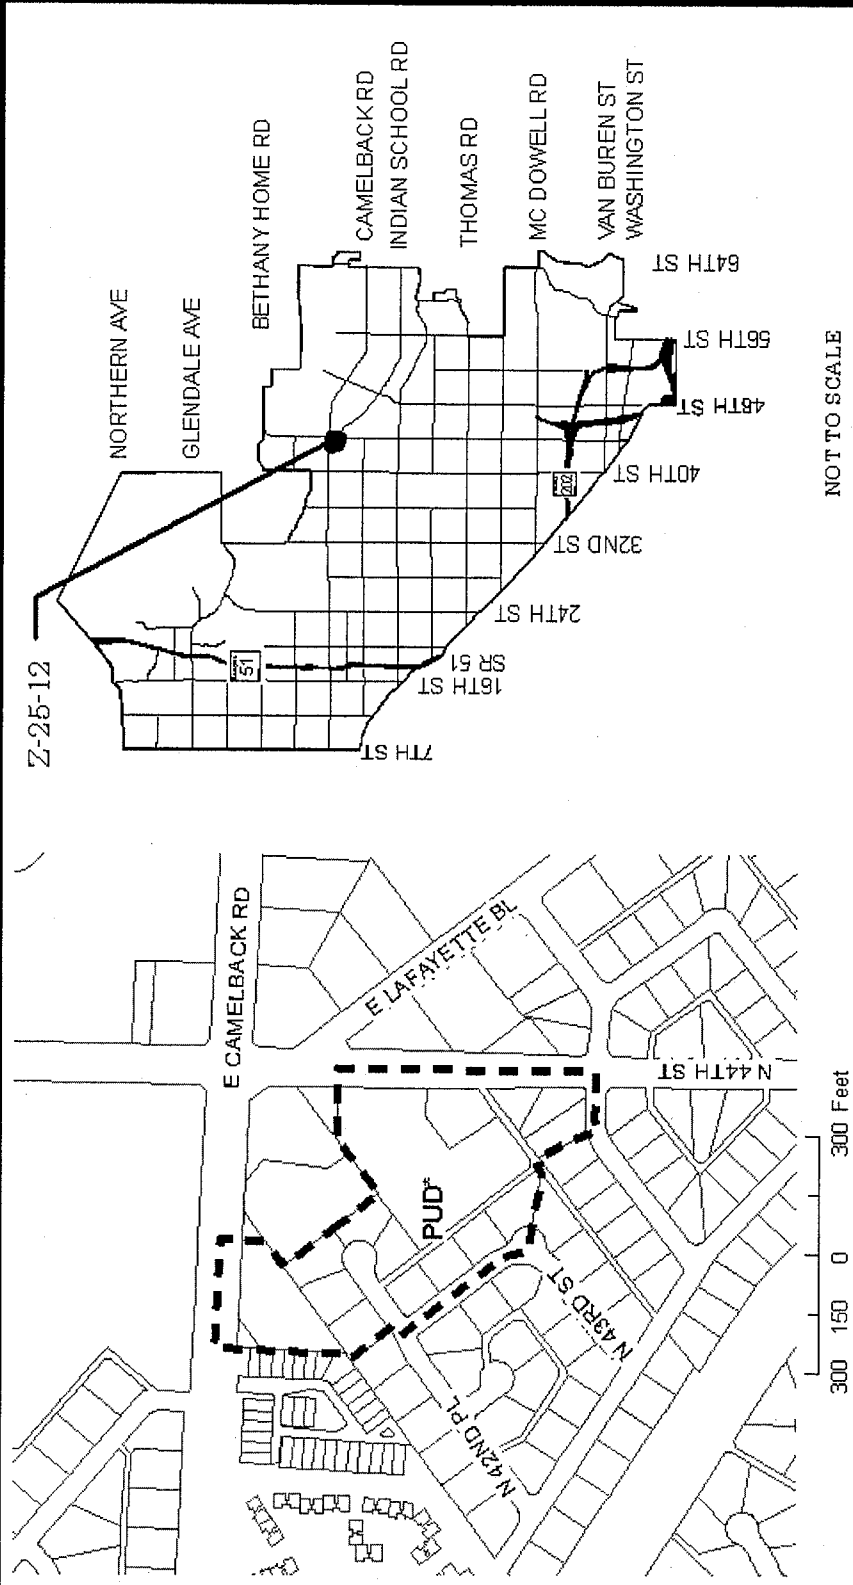 Z-25-12
NORTHERN AVE
GLENDALE AVE
BETHANY HOME RD
CAMELBACK RD
INDIAN SCHOOL RD
THOMAS RD
MC DOWELL RD
VAN BUREN ST
WASHINGTON ST
7TH ST
16TH ST
SR 51
51
24TH ST
32ND ST
202
40TH ST
48TH ST
56TH ST
64TH ST
NOT TO SCALE
E CAMELBACK RD
E LAFAYETTE BL
N 44TH ST
PUD*
N 43RD ST
N 42ND PL
300 150 0 300 Feet